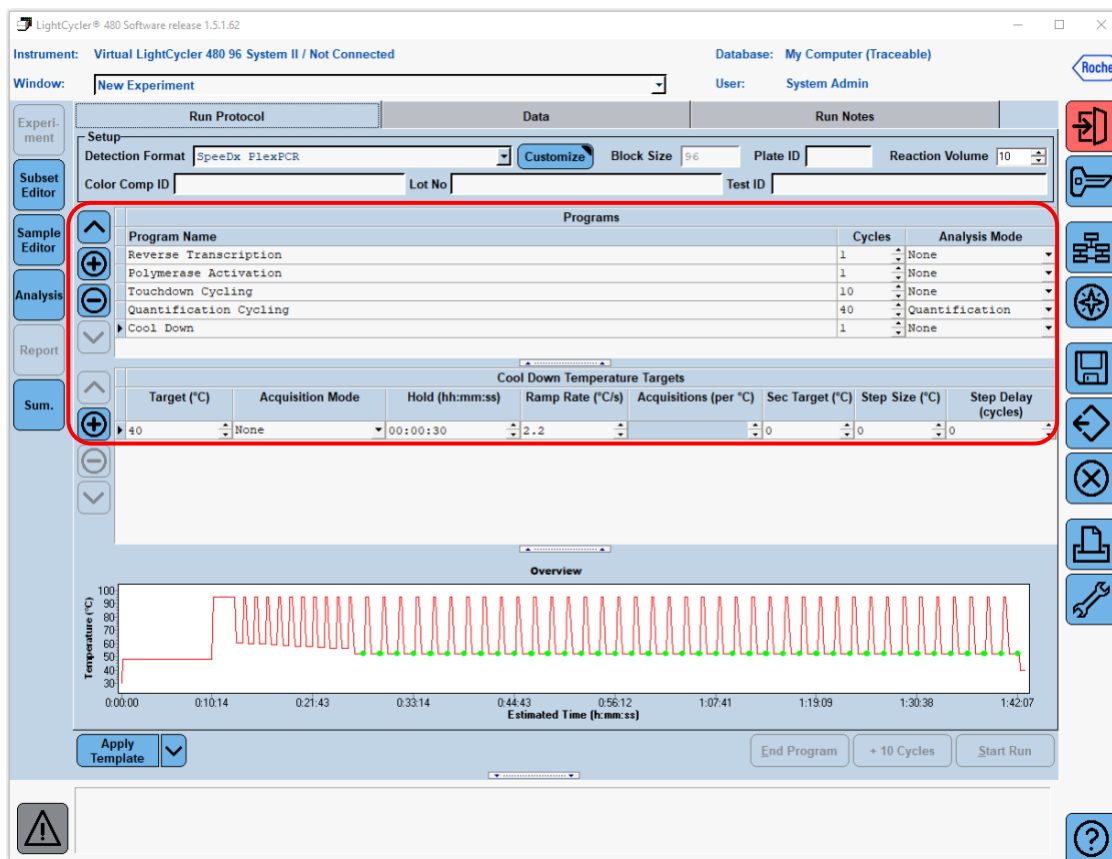 LightCycler® 480 Software release 1.5.1.62
Instrument: Virtual LightCycler 480 96 System II / Not Connected Database: My Computer (Traceable)
Window: New Experiment User: System Admin
Roche
Experi-
ment
Subset
Editor
Sample
Editor
Analysis
Report
Sum.
Run Protocol Data Run Notes
Setup
Detection Format SpeeDx PlexPCR Customize Block Size 96 Plate ID Reaction Volume 10
Color Comp ID Lot No Test ID
Programs
Program Name Cycles Analysis Mode
Reverse Transcription 1 None
Polymerase Activation 1 None
Touchdown Cycling 10 None
Quantification Cycling 40 Quantification
Cool Down 1 None
Cool Down Temperature Targets
Target (°C) Acquisition Mode Hold (hh:mm:ss) Ramp Rate (°C/s) Acquisitions (per °C) Sec Target (°C) Step Size (°C) Step Delay
(cycles)
40 None 00:00:30 2.2 0 0 0
Overview
Temperature (°C)
100
90
80
70
60
50
40
30
0:00:00 0:10:14 0:21:43 0:33:14 0:44:43 0:56:12 1:07:41 1:19:09 1:30:38 1:42:07
Estimated Time (h:mm:ss)
Apply
Template
End Program + 10 Cycles Start Run